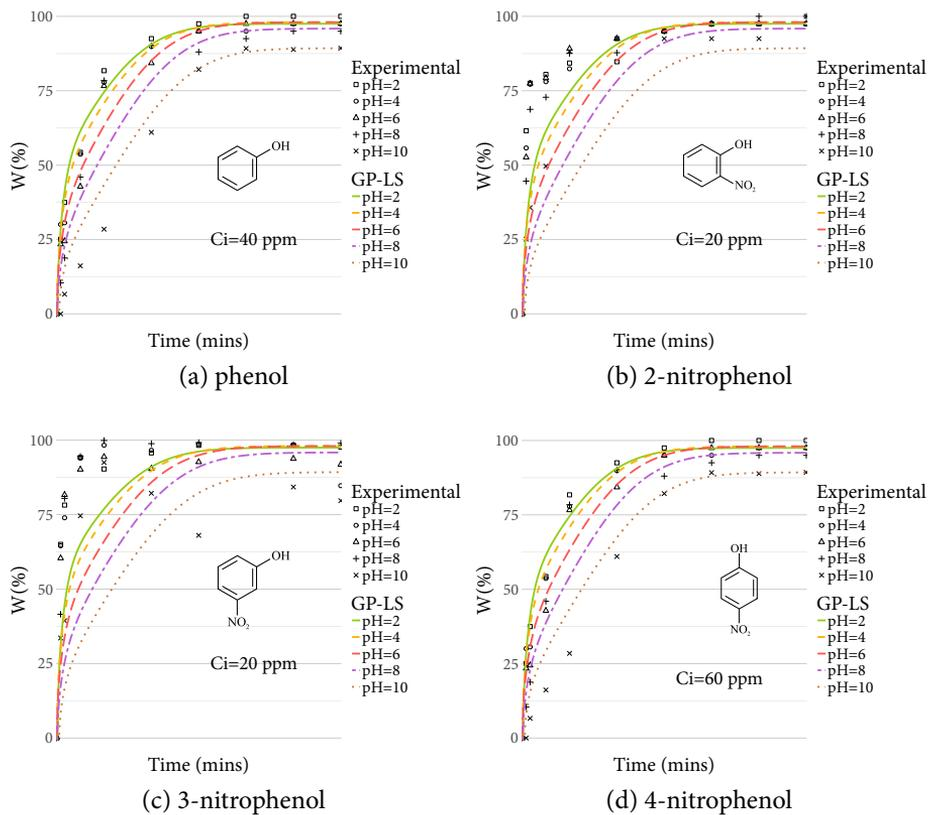 100
75
50
25
0
W(%)
OH
Ci=40 ppm
Time (mins)
Experimental
pH=2
pH=4
pH=6
pH=8
pH=10
GP-LS
pH=2
pH=4
pH=6
pH=8
pH=10
(a) phenol
100
75
50
25
0
W(%)
OH
NO₂
Ci=20 ppm
Time (mins)
Experimental
pH=2
pH=4
pH=6
pH=8
pH=10
GP-LS
pH=2
pH=4
pH=6
pH=8
pH=10
(b) 2-nitrophenol
100
75
50
25
0
W(%)
OH
NO₂
Ci=20 ppm
Time (mins)
Experimental
pH=2
pH=4
pH=6
pH=8
pH=10
GP-LS
pH=2
pH=4
pH=6
pH=8
pH=10
(c) 3-nitrophenol
100
75
50
25
0
W(%)
OH
NO₂
Ci=60 ppm
Time (mins)
Experimental
pH=2
pH=4
pH=6
pH=8
pH=10
GP-LS
pH=2
pH=4
pH=6
pH=8
pH=10
(d) 4-nitrophenol